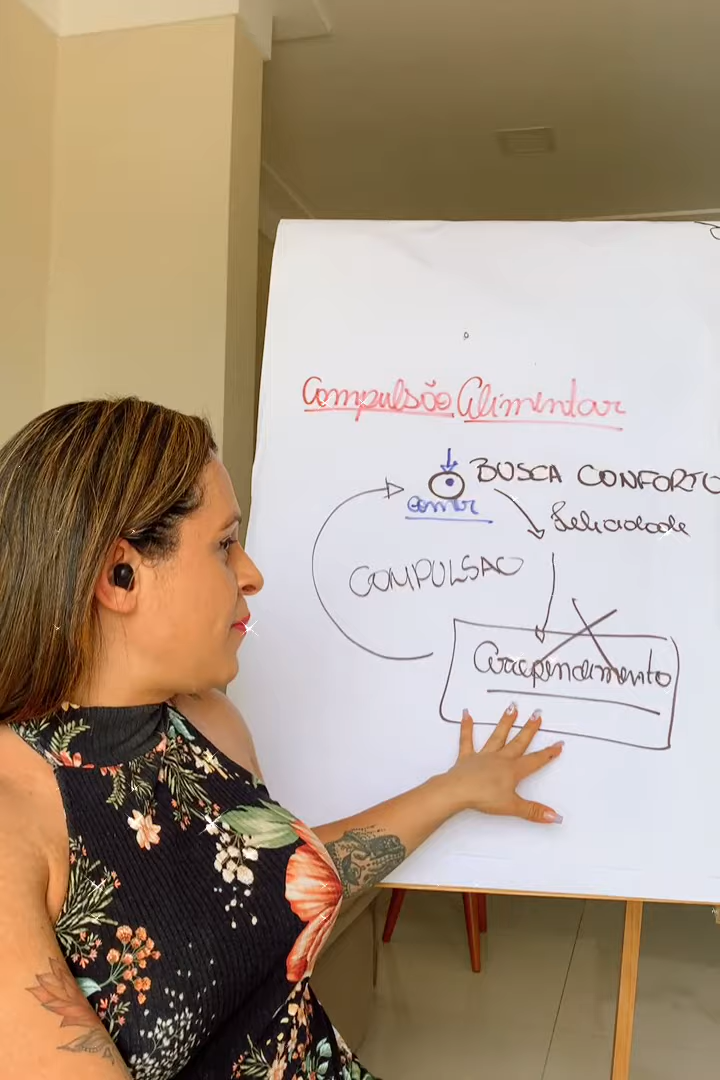 Compulsão Alimentar
BUSCA CONFORTO
comer
Felicidade
COMPULSAO
Arrependimento